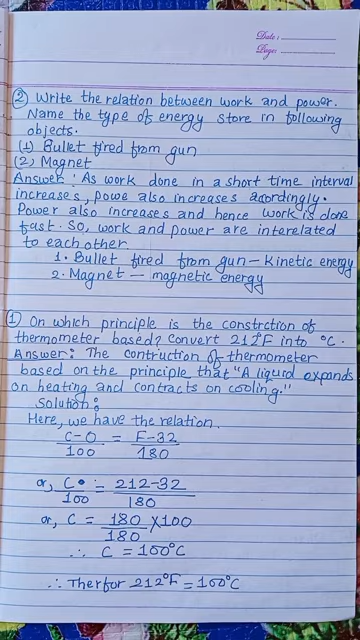 Date:
Page:
② Write the relation between work and power.
Name the type of energy store in following
objects.
(1) Bullet fired from gun
(2) Magnet
Answer: As work done in a short time interval
increases, powe also increases accordingly.
Power also increases and hence work is done
fast. So, work and power are interelated
to each other.
1. Bullet fired from gun - Kinetic energy
2. Magnet - magnetic energy
① On which principle is the constrction of
thermometer based? Convert 212°F into °C.
Answer: The contruction of thermometer
based on the principle that "A liquid expands
on heating and contracts on cooling."
Solution:
Here, we have the relation.
C-0/100 = F-32/180
or, C/100 = 212-32/180
or, C = 180/180 × 100
∴ C = 100°C
∴ Therfor 212°F = 100°C